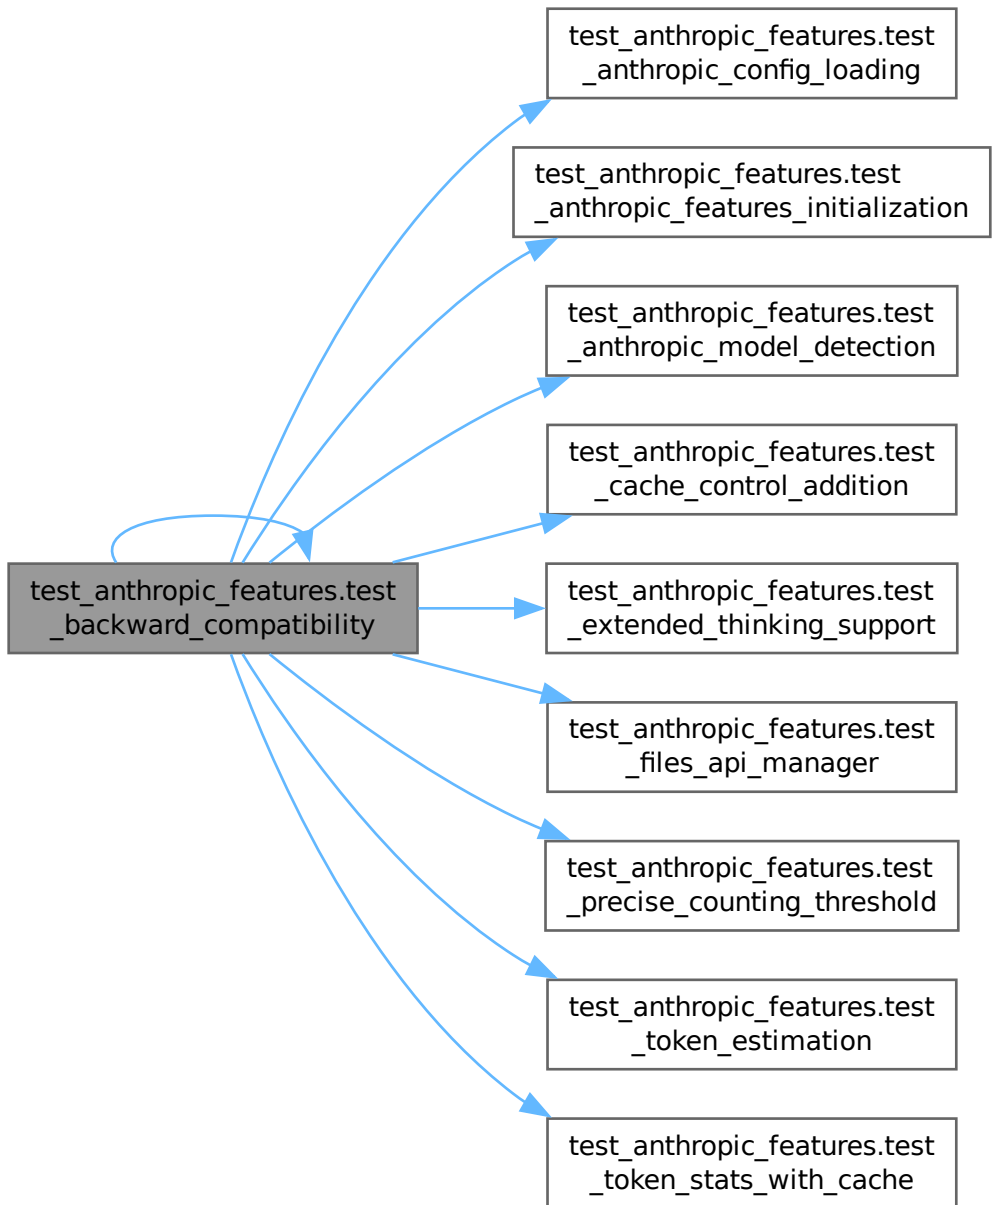 test_anthropic_features.test
_anthropic_config_loading
test_anthropic_features.test
_anthropic_features_initialization
test_anthropic_features.test
_anthropic_model_detection
test_anthropic_features.test
_cache_control_addition
test_anthropic_features.test
_backward_compatibility
test_anthropic_features.test
_extended_thinking_support
test_anthropic_features.test
_files_api_manager
test_anthropic_features.test
_precise_counting_threshold
test_anthropic_features.test
_token_estimation
test_anthropic_features.test
_token_stats_with_cache